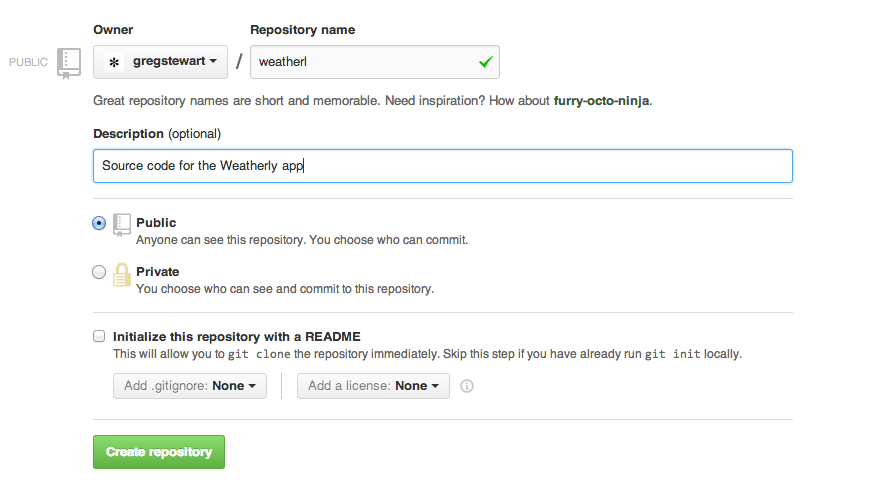 Owner Repository name
PUBLIC gregstewart / weatherl
Great repository names are short and memorable. Need inspiration? How about furry-octo-ninja.
Description (optional)
Source code for the Weatherly app
Public
Anyone can see this repository. You choose who can commit.
Private
You choose who can see and commit to this repository.
Initialize this repository with a README
This will allow you to git clone the repository immediately. Skip this step if you have already run git init locally.
Add .gitignore: None Add a license: None
Create repository